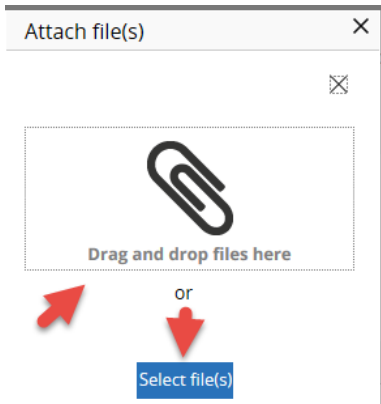 Attach file(s)
Drag and drop files here
or
Select file(s)